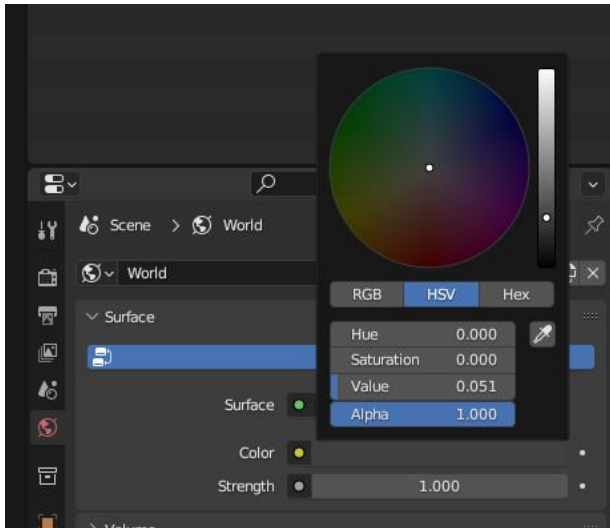 Scene > World
World
Surface
Surface
Color
Strength 1.000
RGB HSV Hex
Hue 0.000
Saturation 0.000
Value 0.051
Alpha 1.000